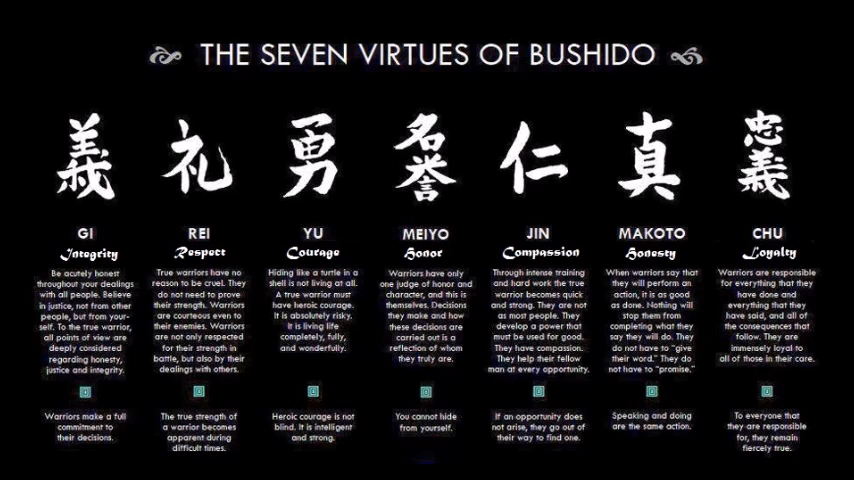 THE SEVEN VIRTUES OF BUSHIDO
義
GI
Integrity
Be acutely honest
throughout your dealings
with all people. Believe
in justice, not from other
people, but from your-
self. To the true warrior,
all points of view are
deeply considered
regarding honesty,
justice and integrity.
Warriors make a full
commitment to
their decisions.
礼
REI
Respect
True warriors have no
reason to be cruel. They
do not need to prove
their strength. Warriors
are courteous even to
their enemies. Warriors
are not only respected
for their strength in
battle, but also by their
dealings with others.
The true strength of
a warrior becomes
apparent during
difficult times.
勇
YU
Courage
Hiding like a turtle in a
shell is not living at all.
A true warrior must
have heroic courage.
It is absolutely risky.
It is living life
completely, fully,
and wonderfully.
Heroic courage is not
blind. It is intelligent
and strong.
名
誉
MEIYO
Honor
Warriors have only
one judge of honor and
character, and this is
themselves. Decisions
they make and how
these decisions are
carried out is a
reflection of whom
they truly are.
You cannot hide
from yourself.
仁
JIN
Compassion
Through intense training
and hard work the true
warrior becomes quick
and strong. They are not
as most people. They
develop a power that
must be used for good.
They have compassion.
They help their fellow
man at every opportunity.
If an opportunity does
not arise, they go out of
their way to find one.
真
MAKOTO
Honesty
When warriors say that
they will perform an
action, it is as good
as done. Nothing will
stop them from
completing what they
say they will do. They
do not have to "give
their word." They do
not have to "promise."
Speaking and doing
are the same action.
忠
義
CHU
Loyalty
Warriors are responsible
for everything that they
have done and
everything that they
have said, and all of
the consequences that
follow. They are
immensely loyal to
all of those in their care.
To everyone that
they are responsible
for, they remain
fiercely true.